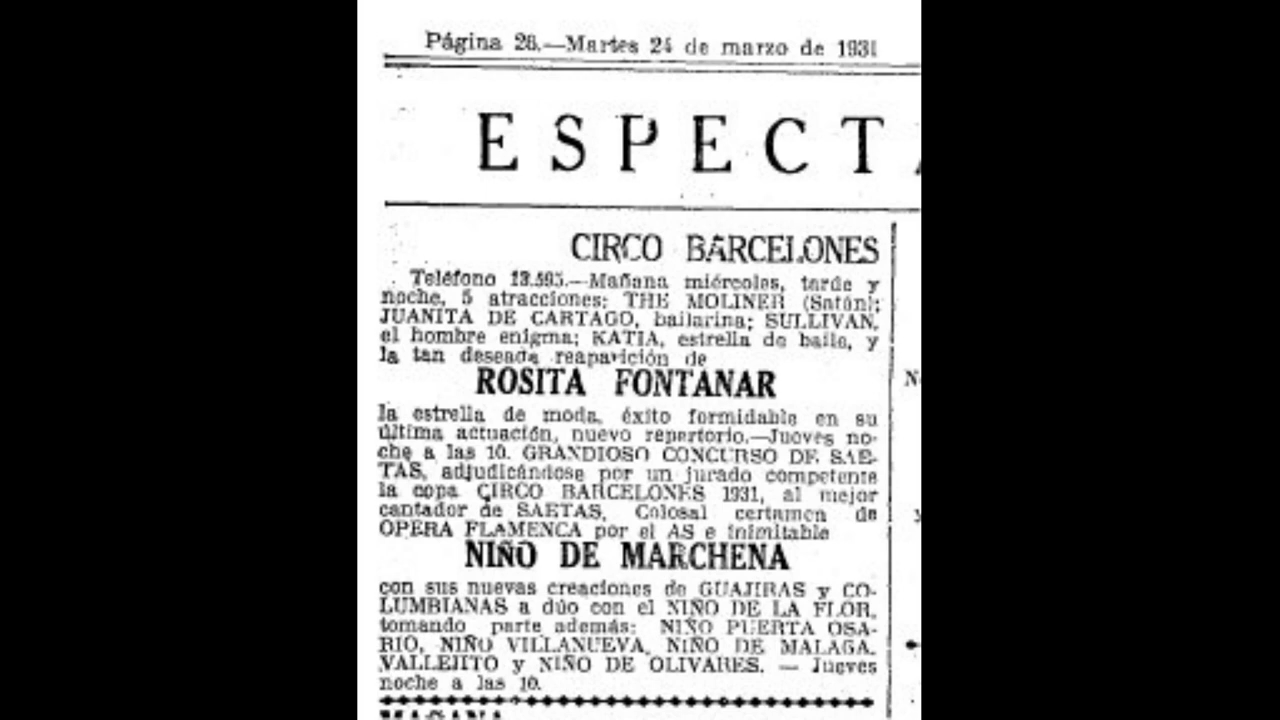 Página 26.—Martes 24 de marzo de 1931
ESPECT
CIRCO BARCELONES
Teléfono 13.595.—Mañana miércoles, tarde y
noche, 5 atracciones: THE MOLINER (Satán);
JUANITA DE CARTAGO, bailarina; SULLIVAN,
el hombre enigma; KATIA, estrella de baile, y
la tan deseada reaparición de
ROSITA FONTANAR
la estrella de moda, éxito formidable en su
última actuación, nuevo repertorio.—Jueves no-
che a las 10. GRANDIOSO CONCURSO DE SAE-
TAS, adjudicándose por un jurado competente
la copa CIRCO BARCELONES 1931, al mejor
cantador de SAETAS. Colosal certamen de
OPERA FLAMENCA por el AS e inimitable
NIÑO DE MARCHENA
con sus nuevas creaciones de GUAJIRAS y CO-
LUMBIANAS a dúo con el NIÑO DE LA FLOR,
tomando parte además: NIÑO PUERTA OSA-
RIO, NIÑO VILLANUEVA, NIÑO DE MALAGA,
VALLEJITO y NIÑO DE OLIVARES. — Jueves
noche a las 10.
MAÑANA